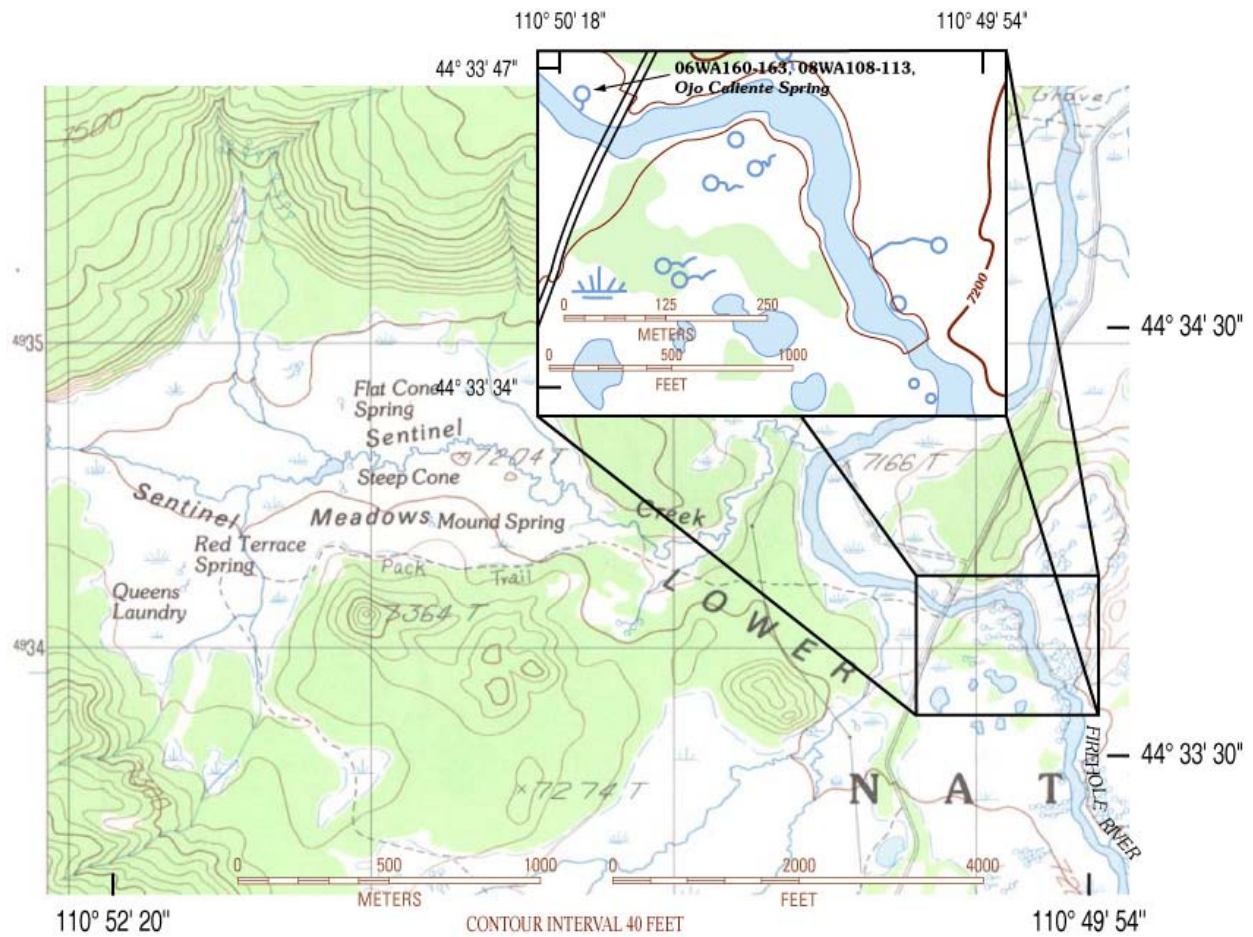 110° 50' 18"
110° 49' 54"
44° 33' 47"
06WA160-163, 08WA108-113,
Ojo Caliente Spring
Gravel
7500
7200
0 125 250
METERS
0 500 1000
FEET
44° 33' 34"
44° 34' 30"
4935
Flat Cone
Spring
Sentinel
7204 T
7166 T
Steep Cone
Sentinel
Meadows
Mound Spring
Creek
Red Terrace
Spring
Pack Trail
Queens
Laundry
LOWER
7364 T
4934
44° 33' 30"
FIREHOLE RIVER
7274 T
N A T
0 500 1000
METERS
0 2000 4000
FEET
110° 52' 20"
CONTOUR INTERVAL 40 FEET
110° 49' 54"